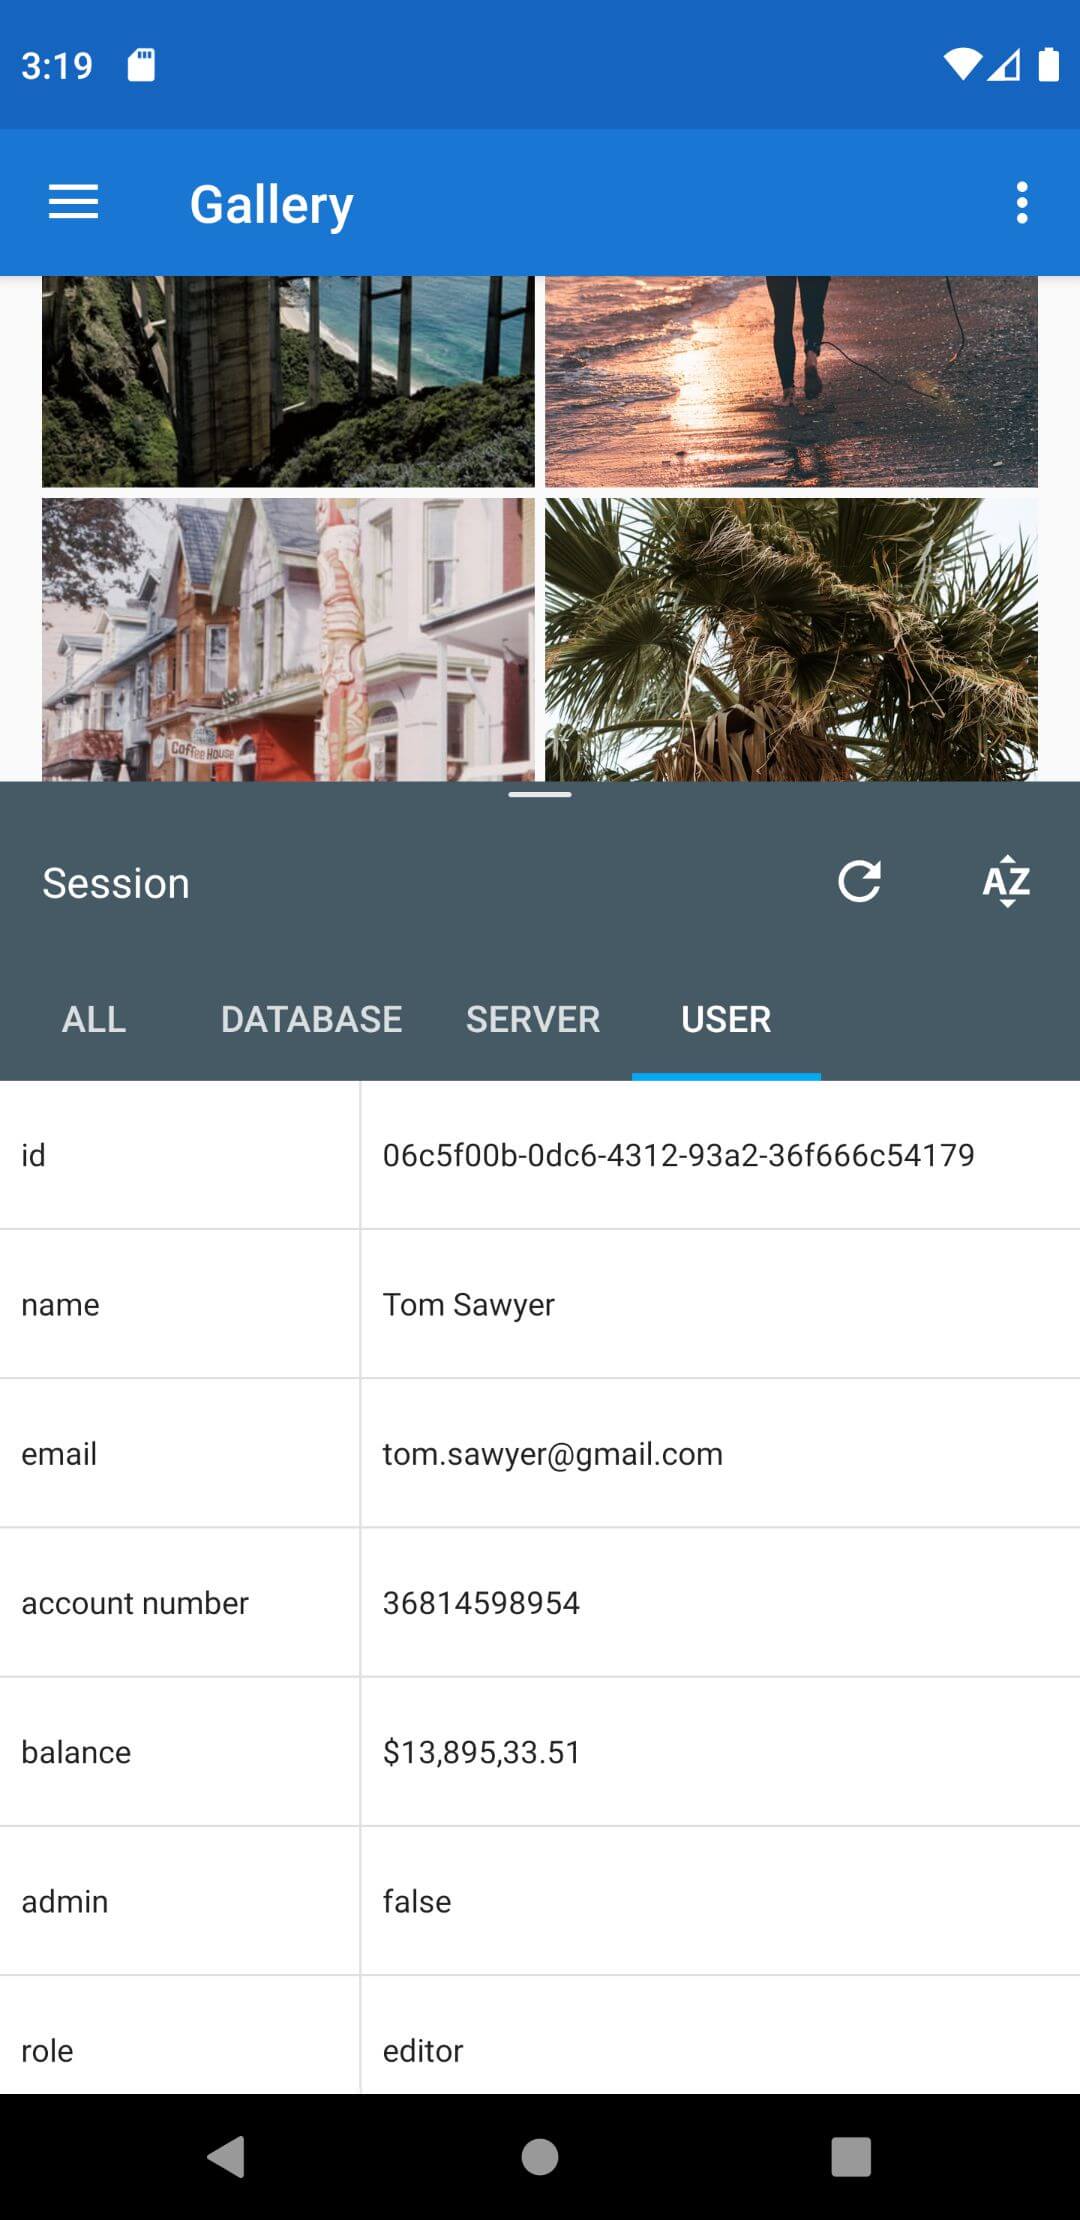 3:19
Gallery
Coffee House
Session
AZ
ALL DATABASE SERVER USER
id 06c5f00b-0dc6-4312-93a2-36f666c54179
name Tom Sawyer
email tom.sawyer@gmail.com
account number 36814598954
balance $13,895,33.51
admin false
role editor